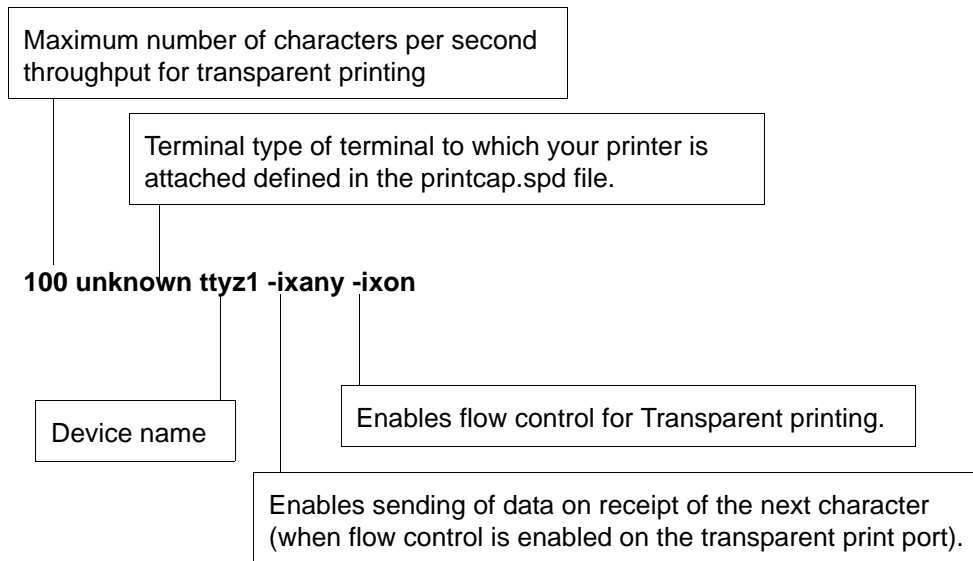 Maximum number of characters per second
throughput for transparent printing
Terminal type of terminal to which your printer is
attached defined in the printcap.spd file.
100 unknown ttyz1 -ixany -ixon
Device name
Enables flow control for Transparent printing.
Enables sending of data on receipt of the next character
(when flow control is enabled on the transparent print port).